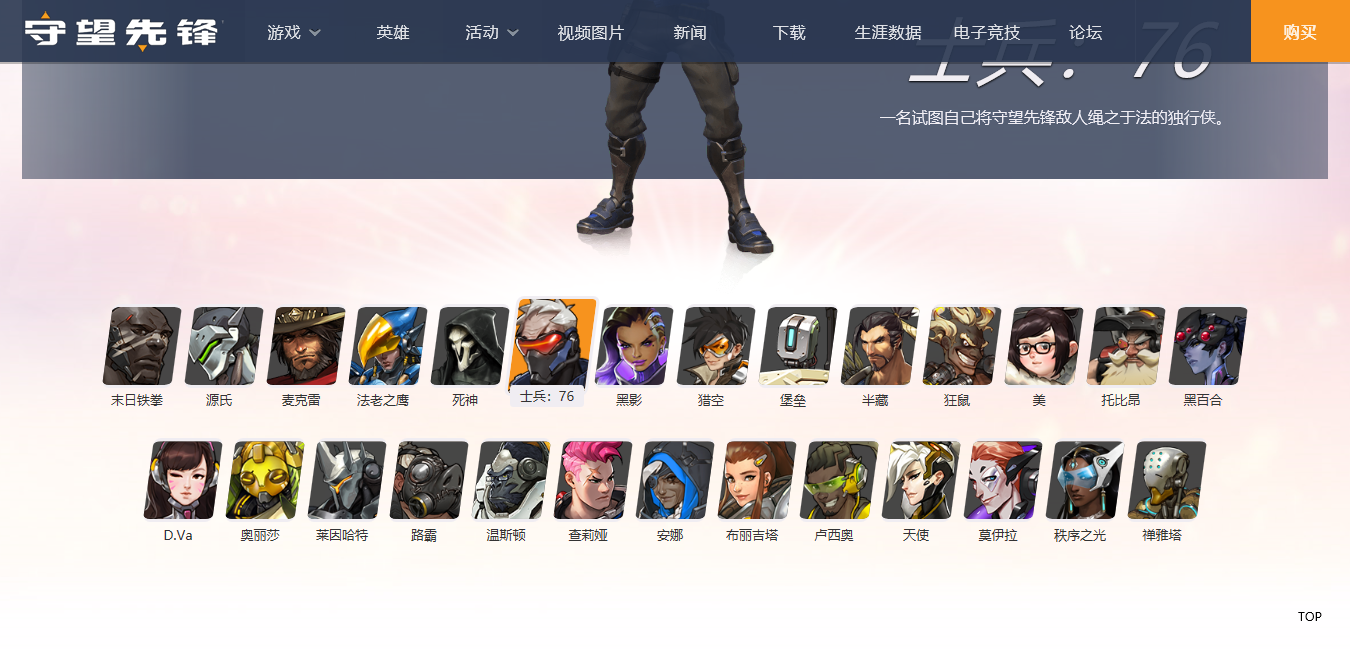 守望先锋 游戏 英雄 活动 视频图片 新闻 下载 生涯数据 电子竞技 论坛 购买
士兵：76
一名试图自己将守望先锋敌人绳之于法的独行侠。
末日铁拳 源氏 麦克雷 法老之鹰 死神 士兵：76 黑影 猎空 堡垒 半藏 狂鼠 美 托比昂 黑百合
D.Va 奥丽莎 莱因哈特 路霸 温斯顿 查莉娅 安娜 布丽吉塔 卢西奥 天使 莫伊拉 秩序之光 禅雅塔
TOP